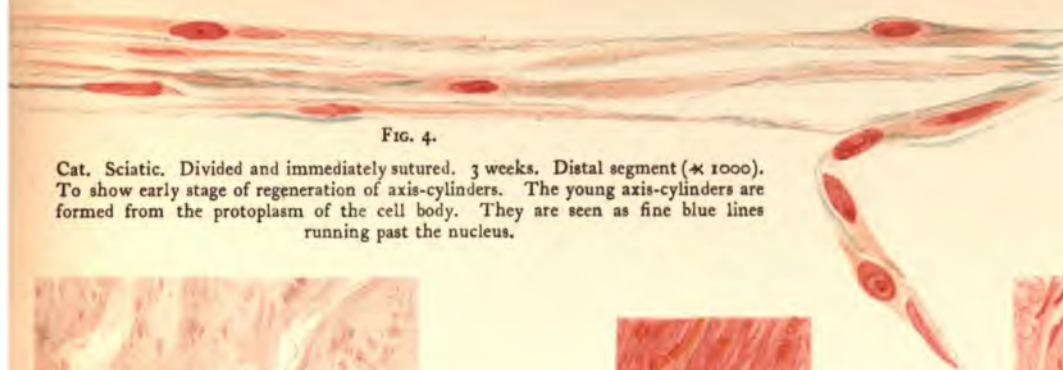 FIG. 4.
Cat. Sciatic. Divided and immediately sutured. 3 weeks. Distal segment (× 1000).
To show early stage of regeneration of axis-cylinders. The young axis-cylinders are
formed from the protoplasm of the cell body. They are seen as fine blue lines
running past the nucleus.